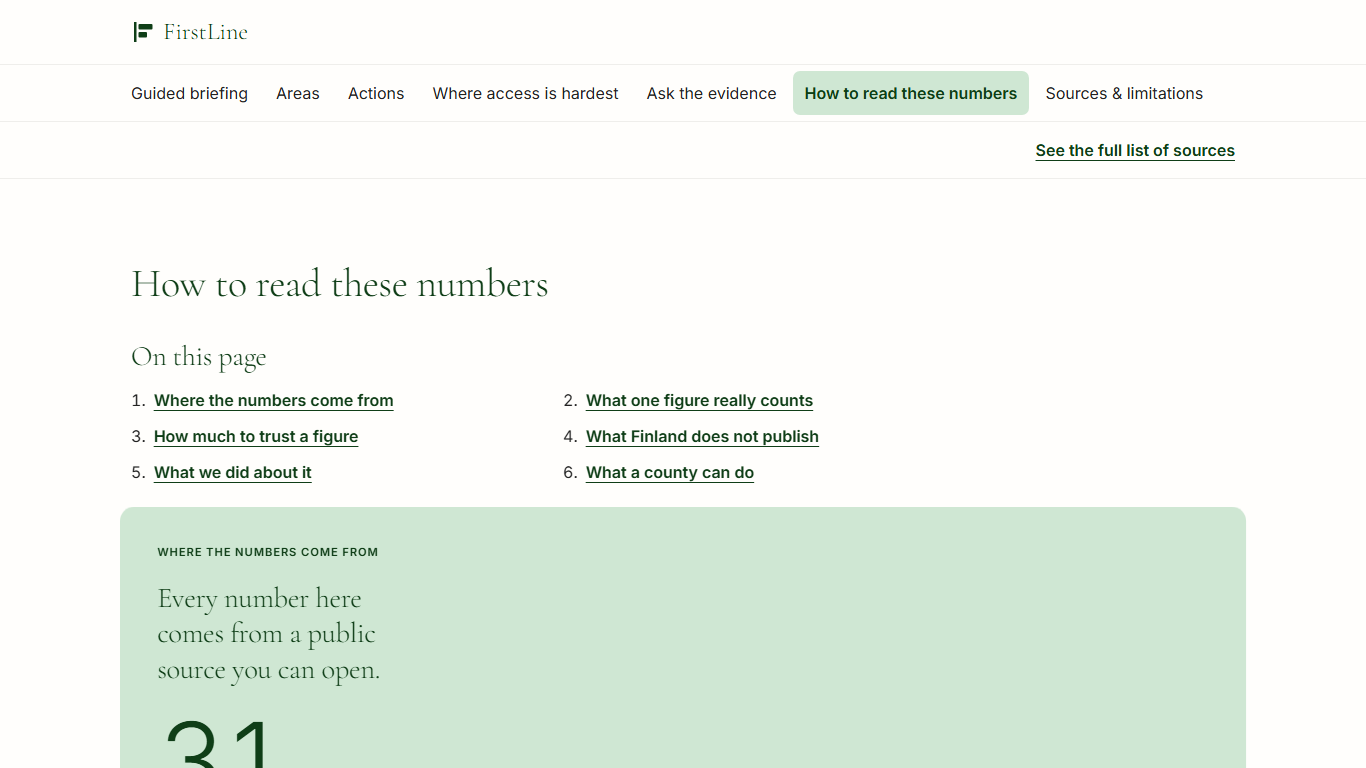 FirstLine
Guided briefing
Areas
Actions
Where access is hardest
Ask the evidence
How to read these numbers
Sources & limitations
See the full list of sources
How to read these numbers
On this page
1. Where the numbers come from
2. What one figure really counts
3. How much to trust a figure
4. What Finland does not publish
5. What we did about it
6. What a county can do
WHERE THE NUMBERS COME FROM
Every number here
comes from a public
source you can open.
31